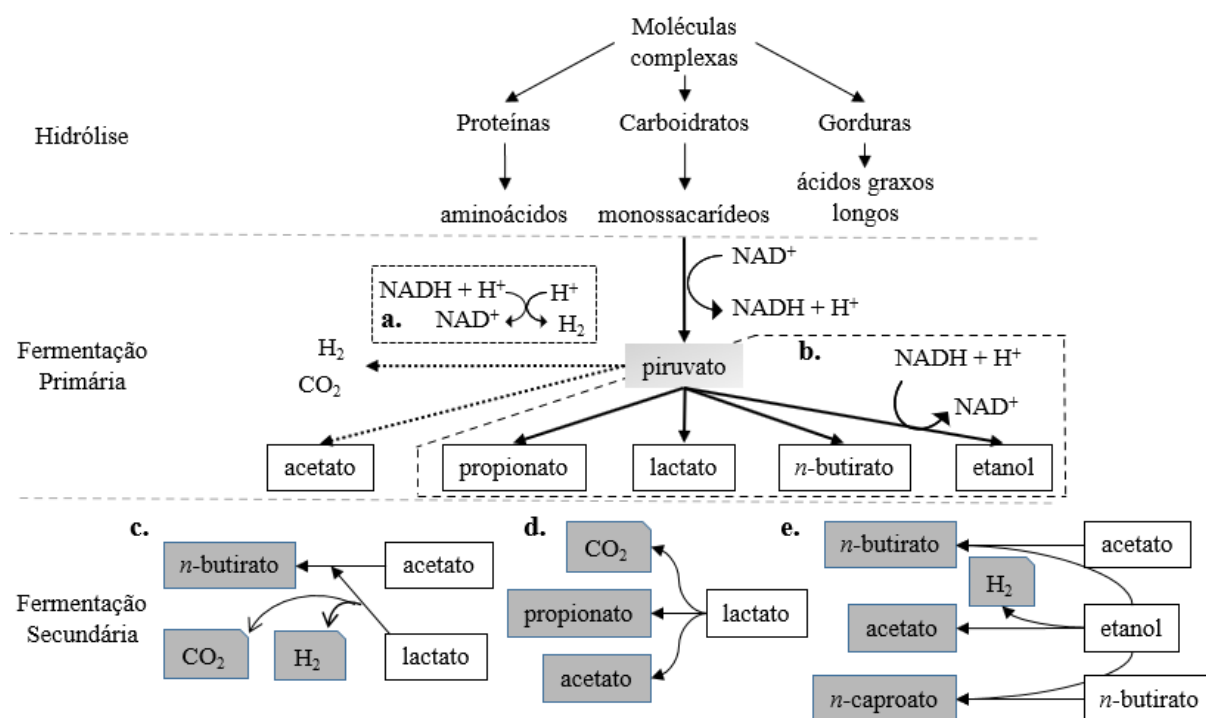 Moléculas
complexas
Proteínas
Carboidratos
Gorduras
Hidrólise
aminoácidos
monossacarídeos
ácidos graxos
longos
NAD⁺
NADH + H⁺
NADH + H⁺
H⁺
a.
NAD⁺
H₂
Fermentação
Primária
H₂
CO₂
piruvato
b.
NADH + H⁺
NAD⁺
acetato
propionato
lactato
n-butirato
etanol
Fermentação
Secundária
c.
n-butirato
acetato
CO₂
H₂
lactato
d.
CO₂
propionato
lactato
acetato
e.
n-butirato
acetato
H₂
acetato
etanol
n-caproato
n-butirato